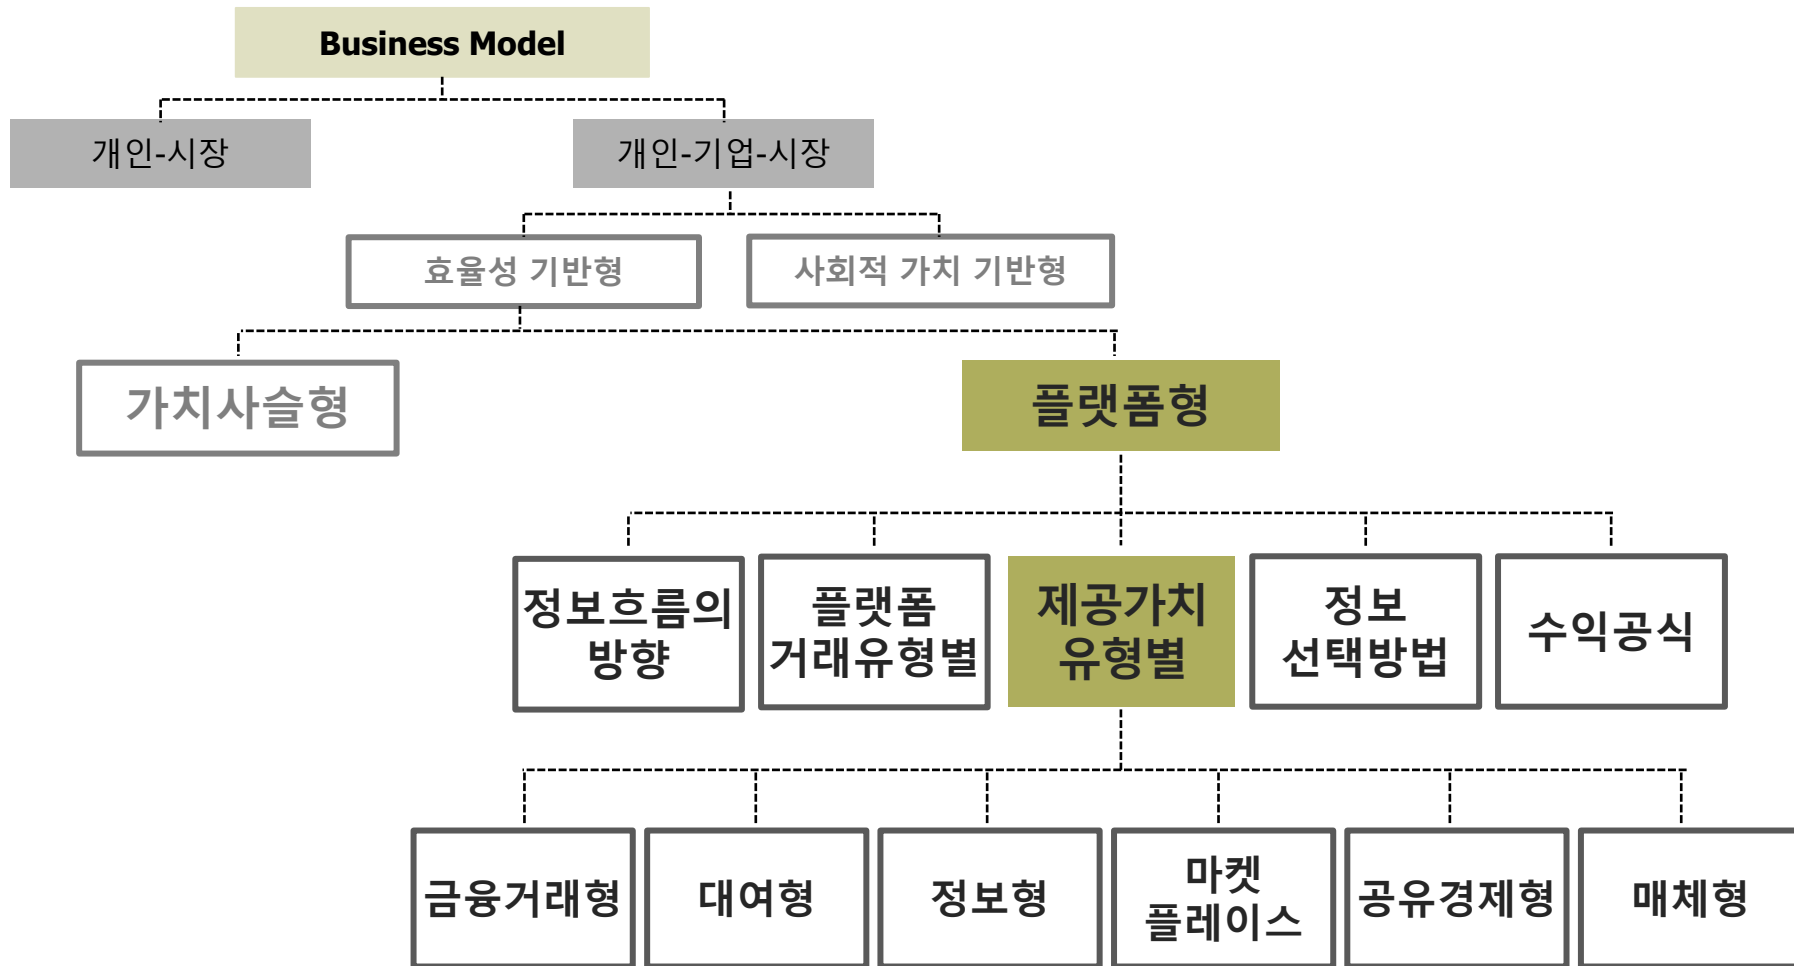 Business Model
개인-시장
개인-기업-시장
효율성 기반형
사회적 가치 기반형
가치사슬형
플랫폼형
정보흐름의
방향
플랫폼
거래유형별
제공가치
유형별
정보
선택방법
수익공식
금융거래형
대여형
정보형
마켓
플레이스
공유경제형
매체형